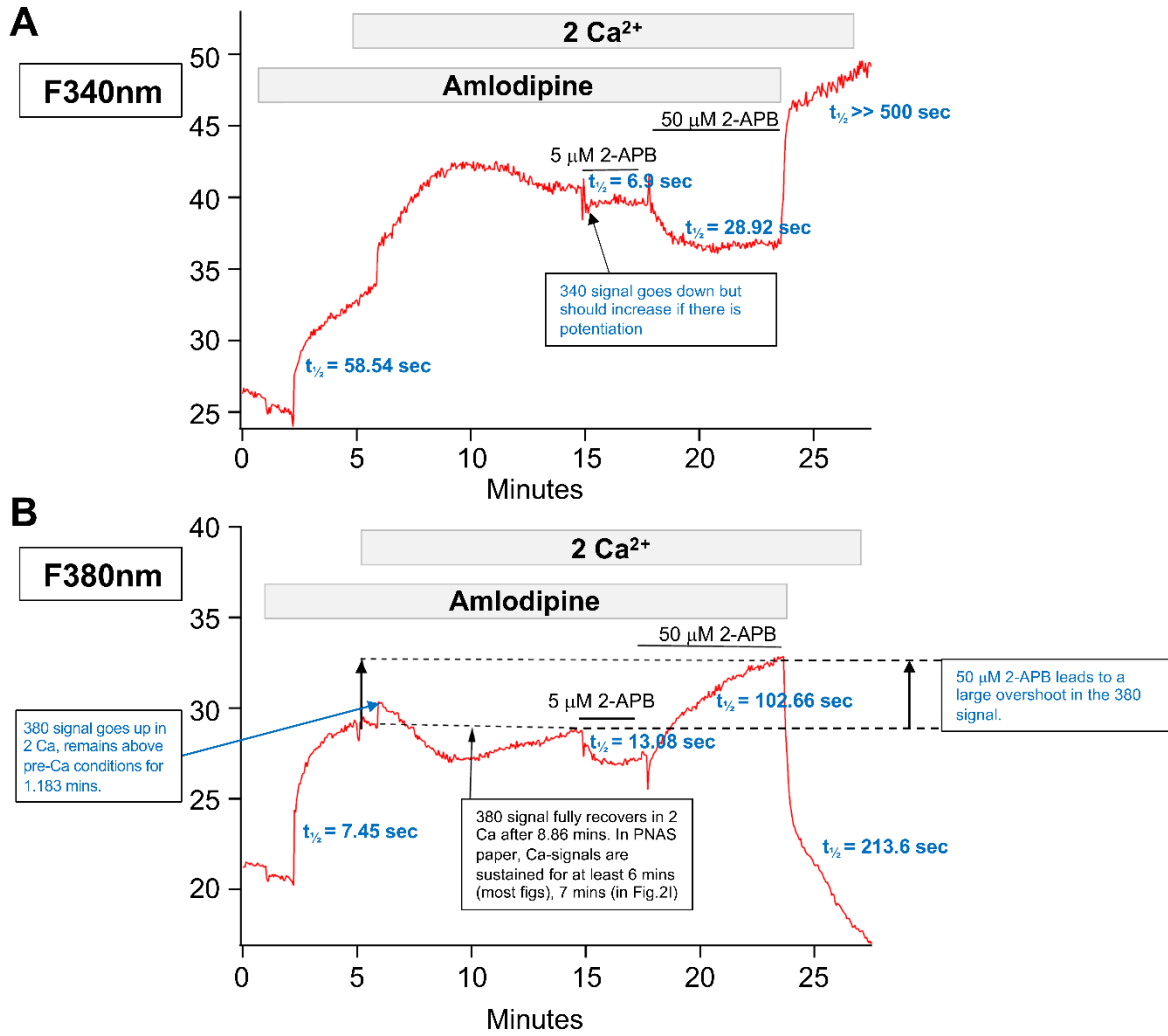 A
2 Ca²⁺
F340nm
Amlodipine
50 μM 2-APB
5 μM 2-APB
t½ = 6.9 sec
t½ >> 500 sec
t½ = 28.92 sec
340 signal goes down but
should increase if there is
potentiation
t½ = 58.54 sec
50
45
40
35
30
25
0
5
10
15
20
25
Minutes
B
2 Ca²⁺
F380nm
Amlodipine
50 μM 2-APB
5 μM 2-APB
t½ = 102.66 sec
t½ = 13.08 sec
50 μM 2-APB leads to a
large overshoot in the 380
signal.
380 signal goes up in
2 Ca, remains above
pre-Ca conditions for
1.183 mins.
380 signal fully recovers in 2
Ca after 8.86 mins. In PNAS
paper, Ca-signals are
sustained for at least 6 mins
(most figs), 7 mins (in Fig.2I)
t½ = 7.45 sec
t½ = 213.6 sec
40
35
30
25
20
0
5
10
15
20
25
Minutes